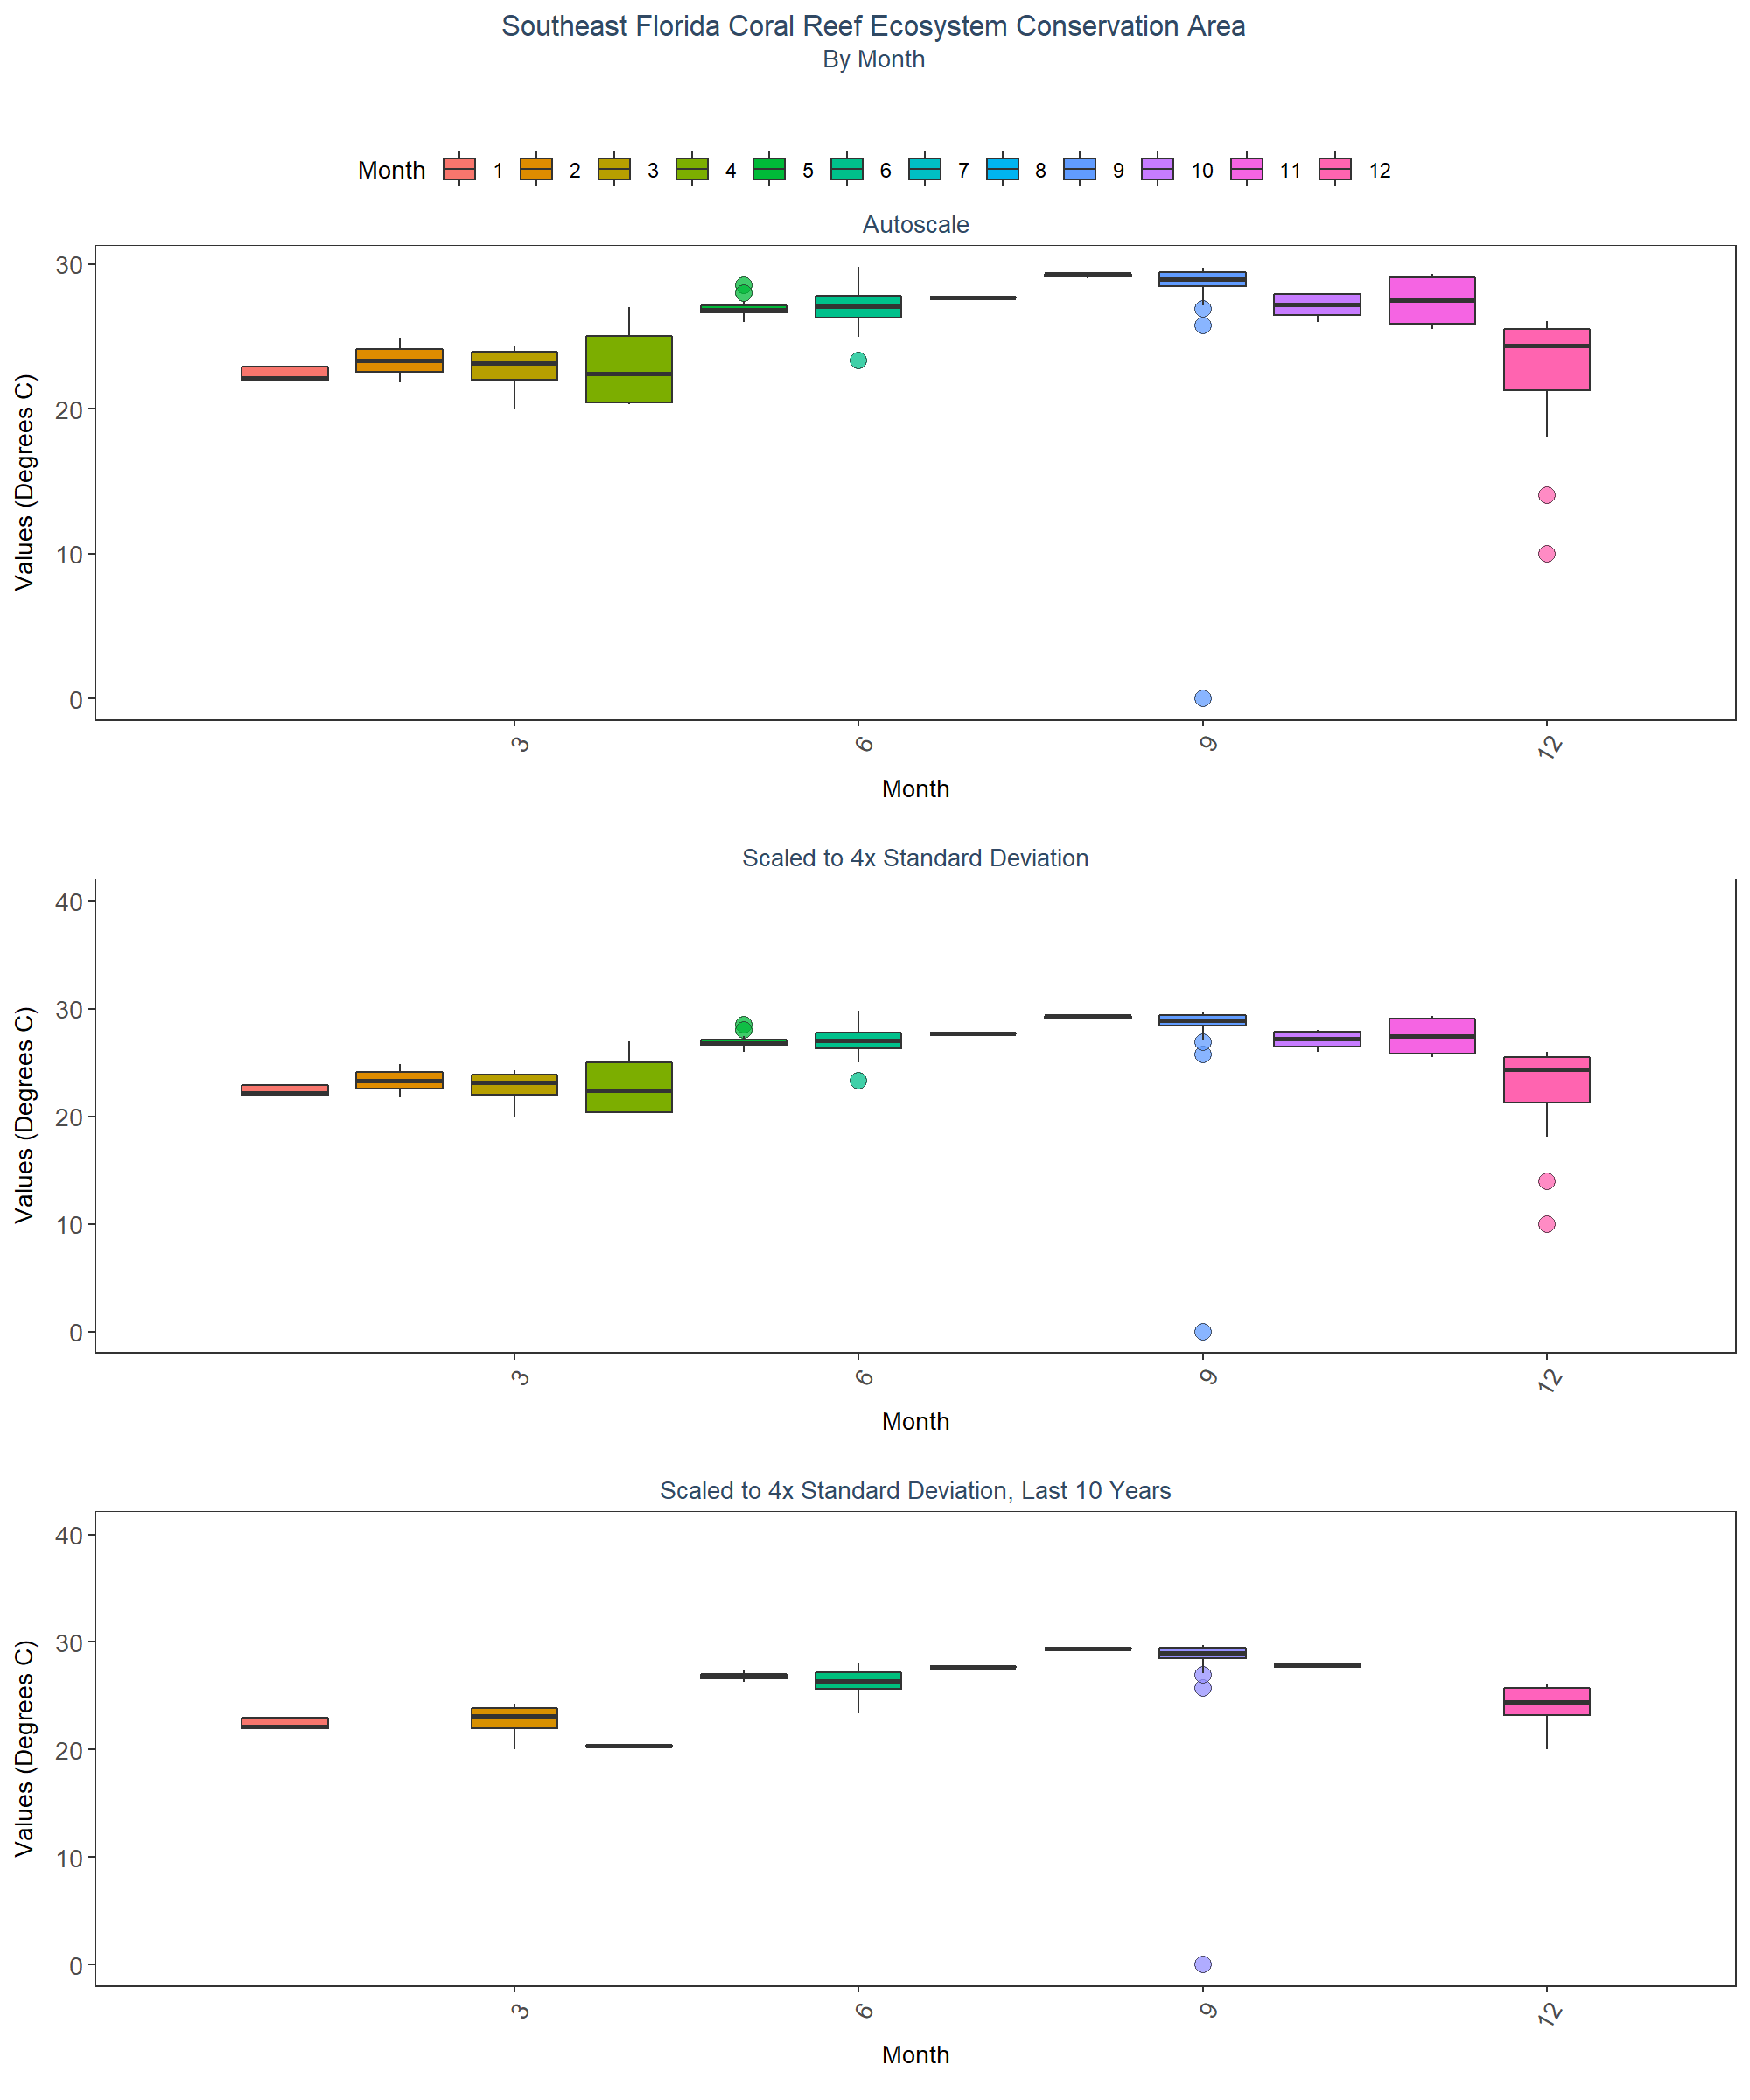 Southeast Florida Coral Reef Ecosystem Conservation Area
By Month
Month 1 2 3 4 5 6 7 8 9 10 11 12
Autoscale
30
20
10
0
Values (Degrees C)
3 6 9 12
Month
Scaled to 4x Standard Deviation
40
30
20
10
0
Values (Degrees C)
3 6 9 12
Month
Scaled to 4x Standard Deviation, Last 10 Years
40
30
20
10
0
Values (Degrees C)
3 6 9 12
Month